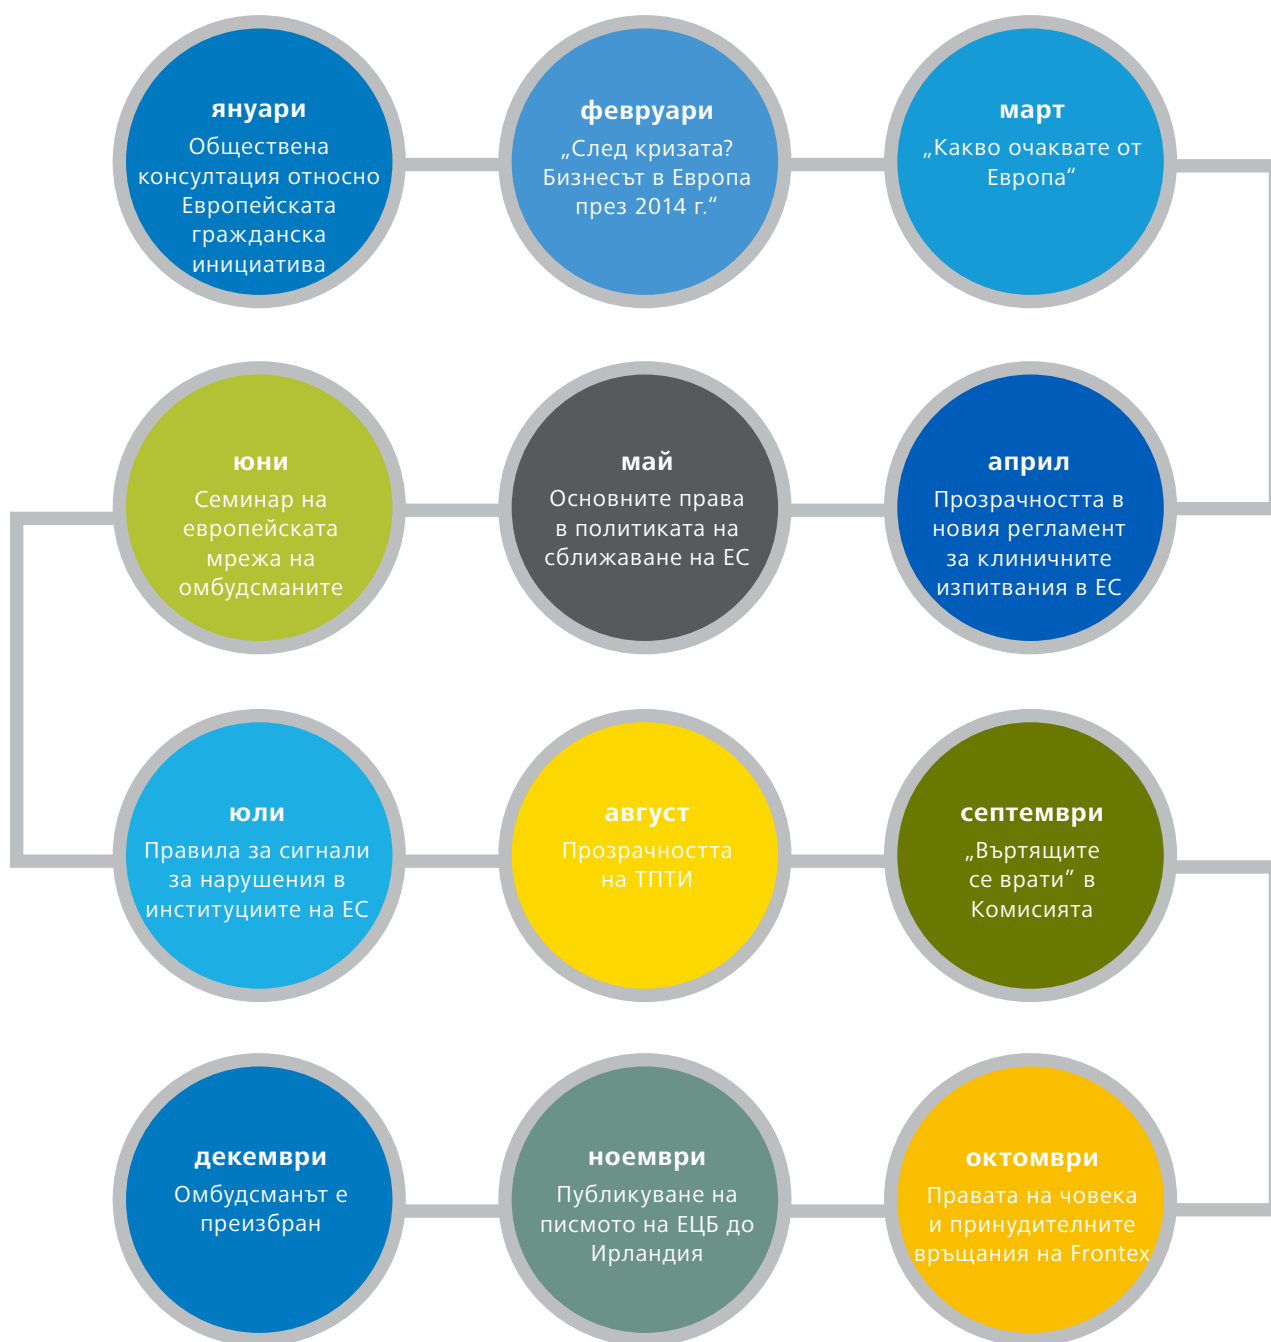 януари
Обществена
консултация относно
Европейската
гражданска
инициатива
февруари
„След кризата?
Бизнесът в Европа
през 2014 г.“
март
„Какво очаквате от
Европа“
април
Прозрачността в
новия регламент
за клиничните
изпитвания в ЕС
май
Основните права
в политиката на
сближаване на ЕС
юни
Семинар на
европейската
мрежа на
омбудсманите
юли
Правила за сигнали
за нарушения в
институциите на ЕС
август
Прозрачността
на ТПТИ
септември
„Въртящите
се врати“ в
Комисията
октомври
Правата на човека
и принудителните
връщания на Frontex
ноември
Публикуване на
писмото на ЕЦБ до
Ирландия
декември
Омбудсманът е
преизбран